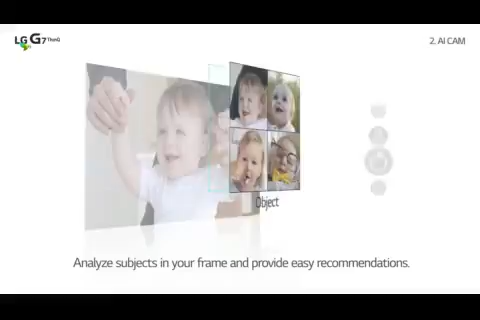 LG G7 ThinQ
2. AI CAM
Object
Analyze subjects in your frame and provide easy recommendations.